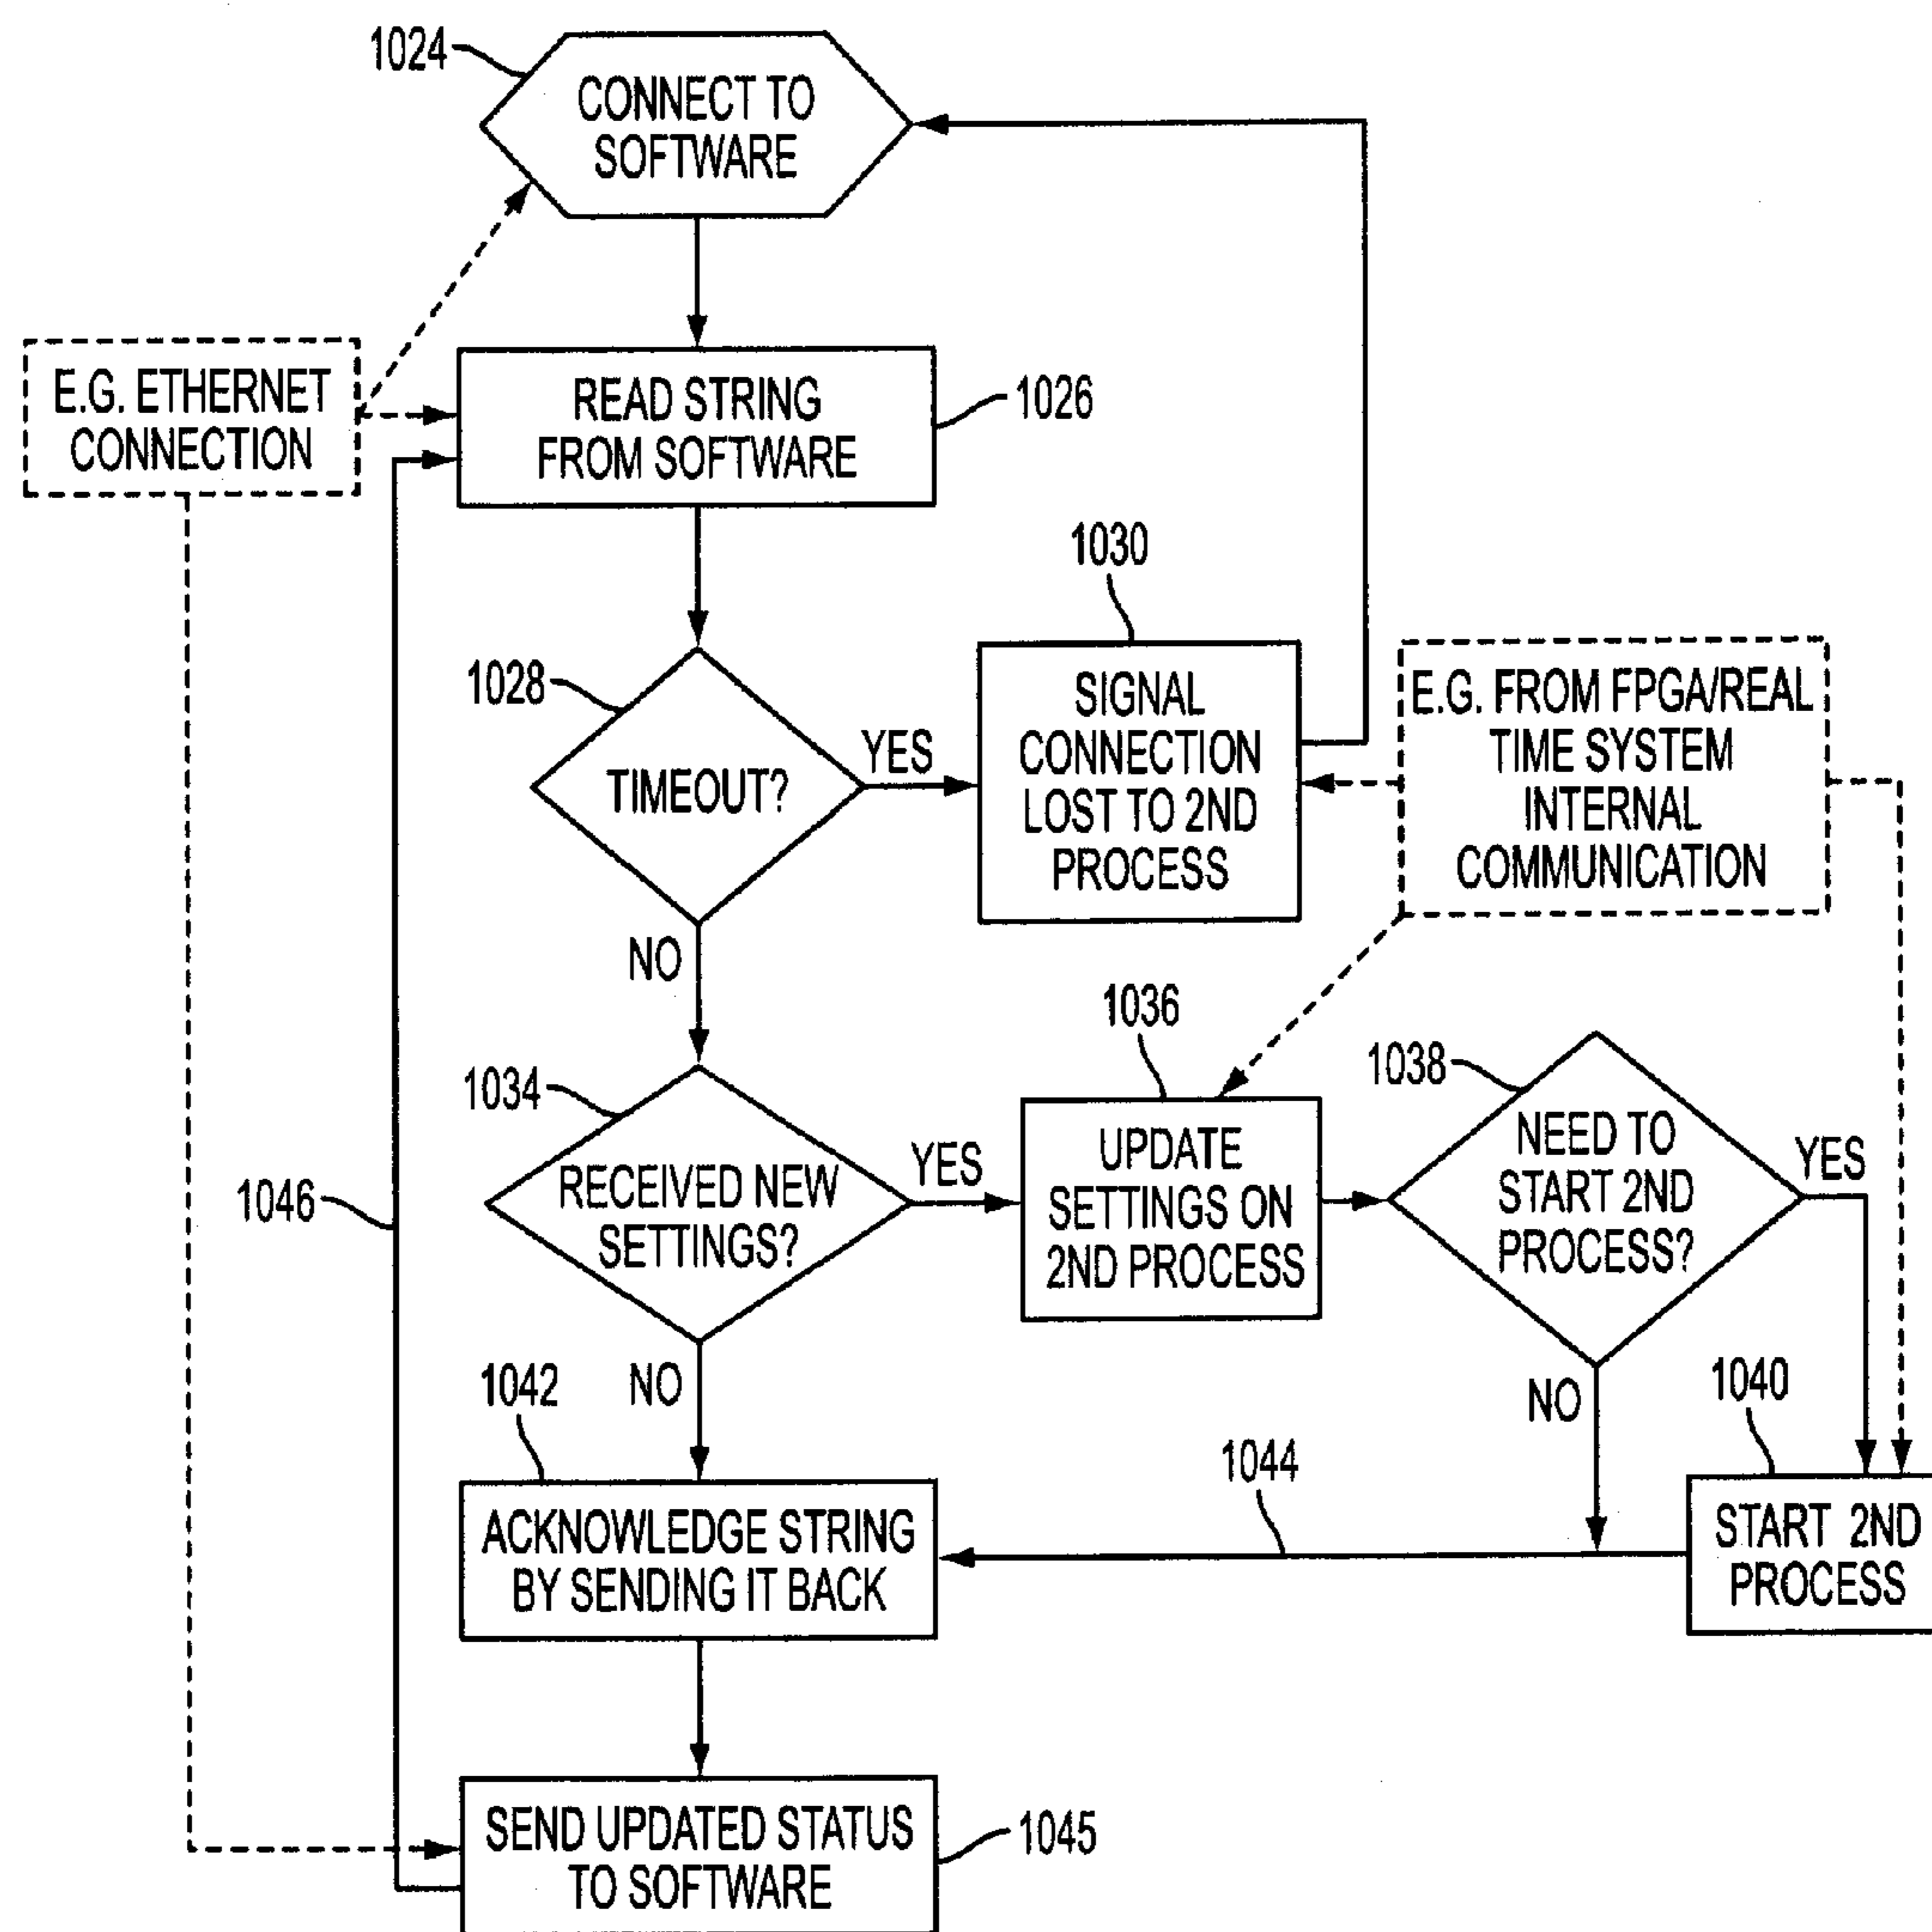 1024
CONNECT TO
SOFTWARE
E.G. ETHERNET
CONNECTION
READ STRING
FROM SOFTWARE
1026
1028
TIMEOUT?
YES
NO
1030
SIGNAL
CONNECTION
LOST TO 2ND
PROCESS
E.G. FROM FPGA/REAL
TIME SYSTEM
INTERNAL
COMMUNICATION
1034
RECEIVED NEW
SETTINGS?
YES
NO
1036
UPDATE
SETTINGS ON
2ND PROCESS
1038
NEED TO
START 2ND
PROCESS?
YES
NO
1040
START 2ND
PROCESS
1042
ACKNOWLEDGE STRING
BY SENDING IT BACK
1044
1046
SEND UPDATED STATUS
TO SOFTWARE
1045